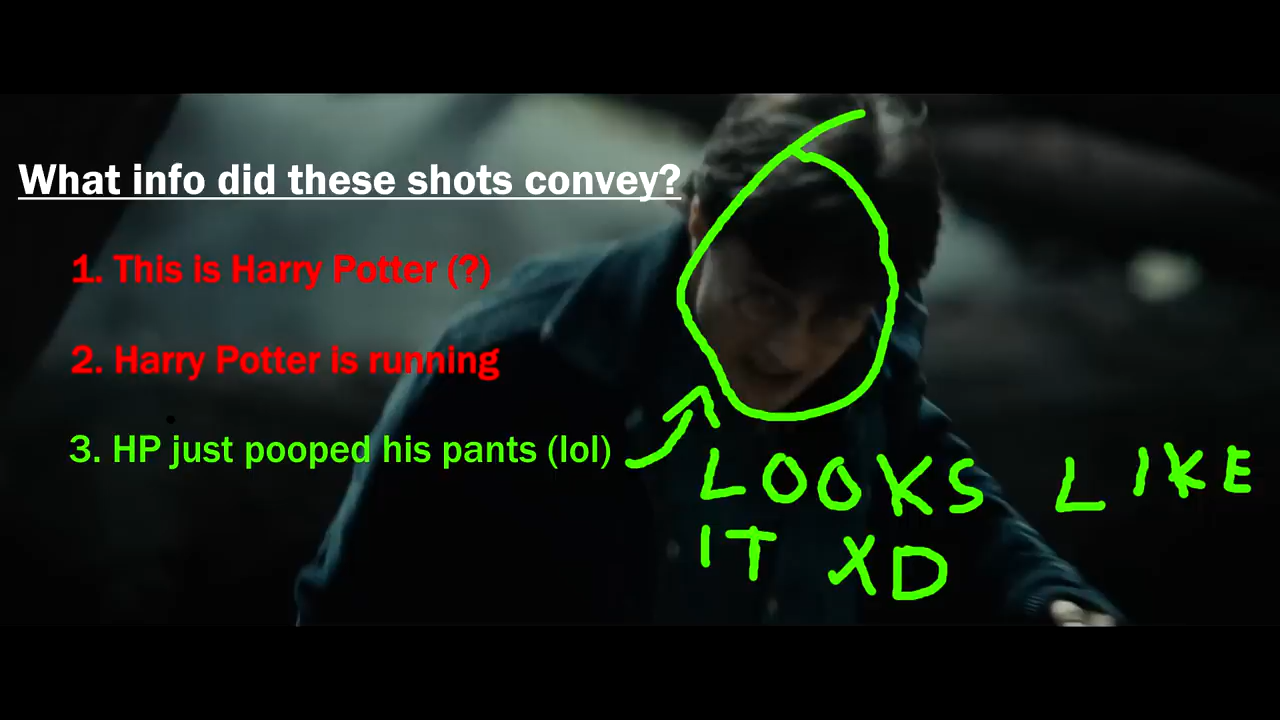 What info did these shots convey?
1. This is Harry Potter (?)
2. Harry Potter is running
3. HP just pooped his pants (lol)
LOOKS LIKE
IT XD